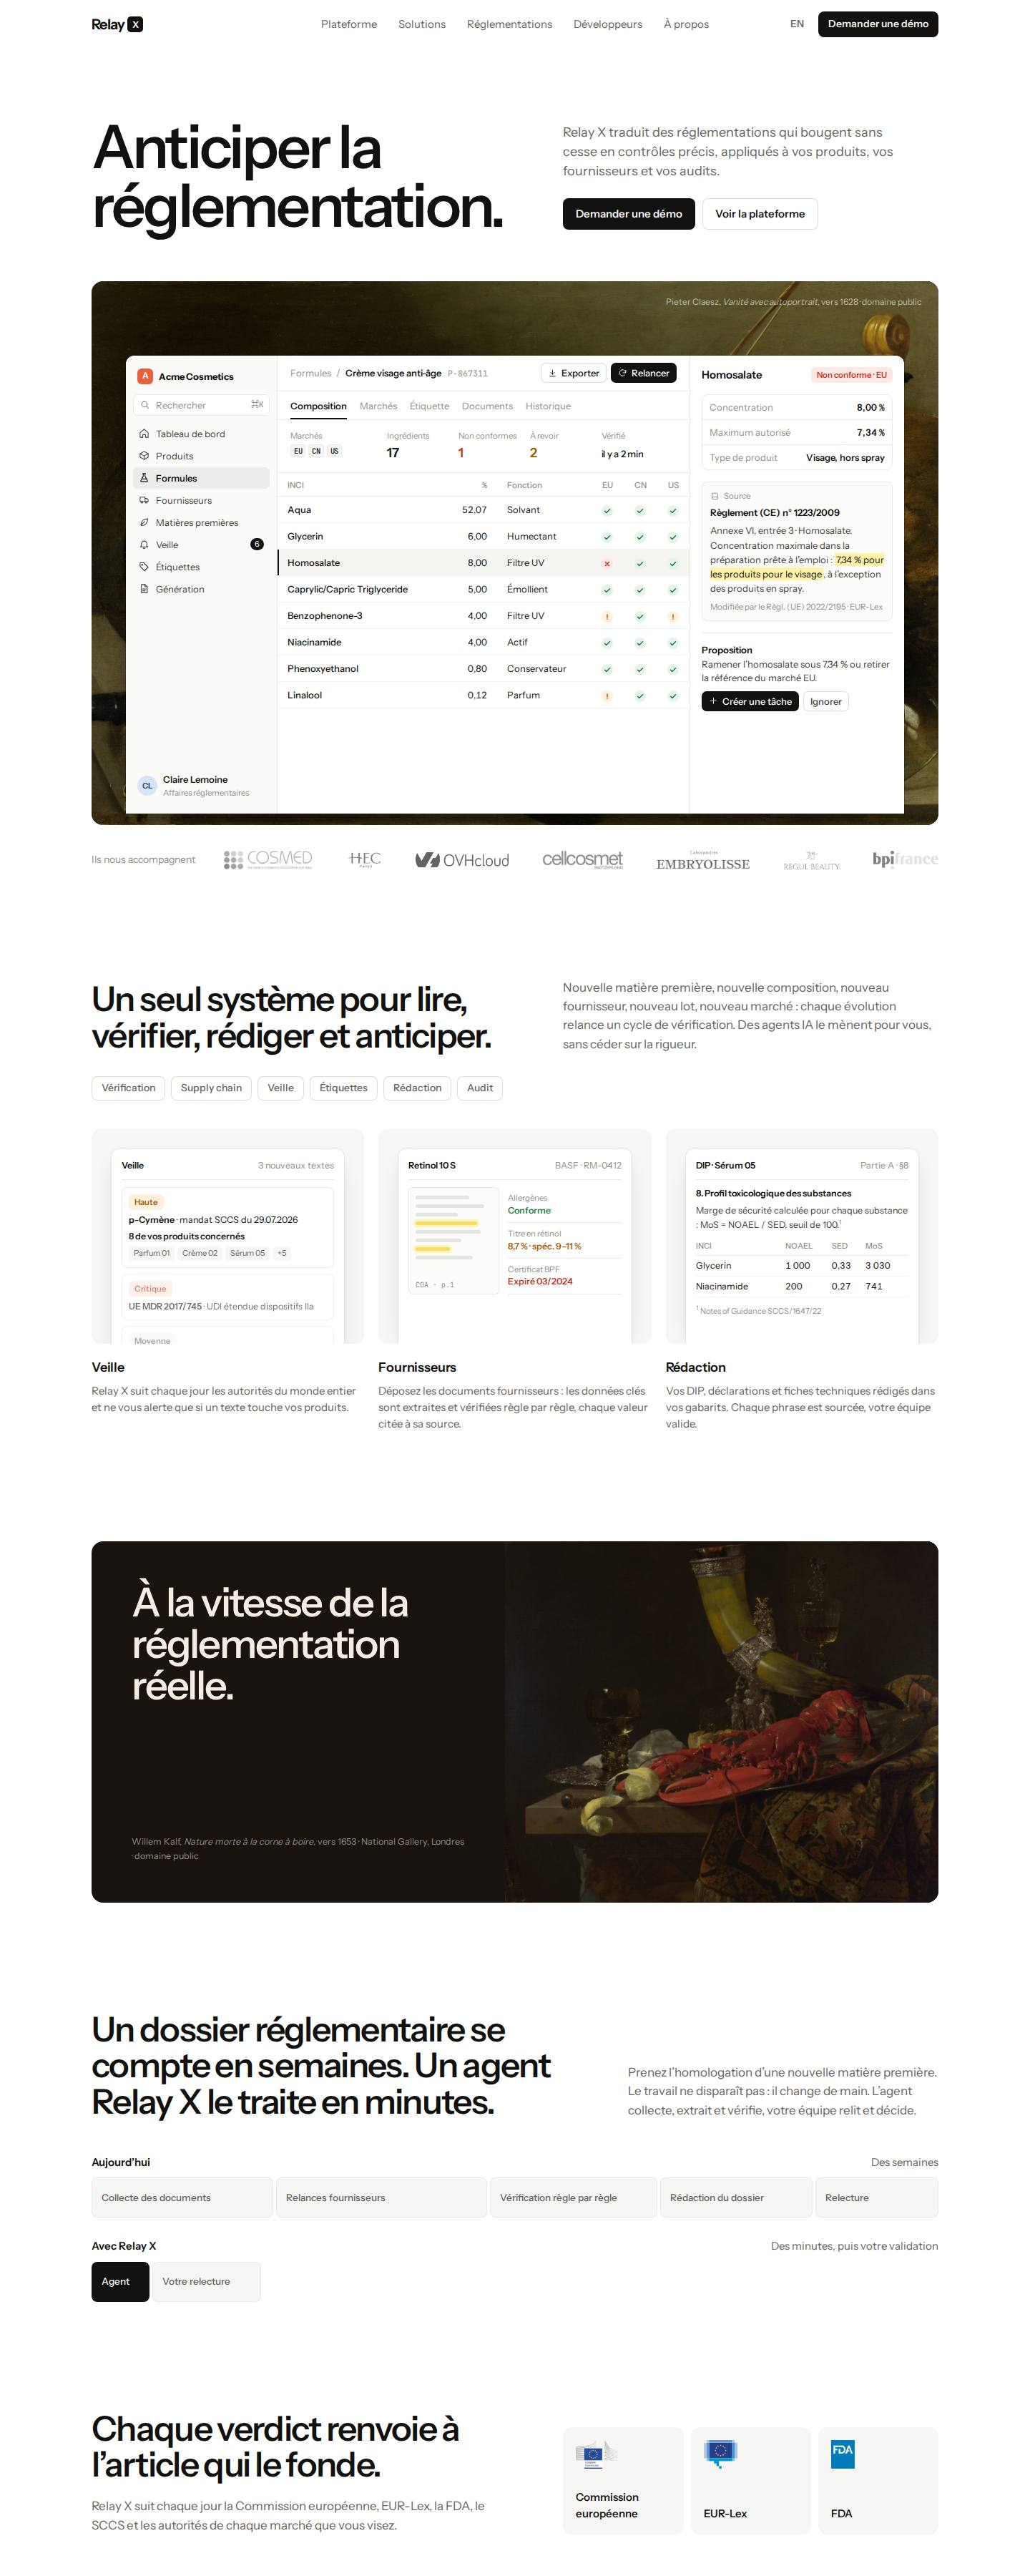 Relay X
Plateforme Solutions Réglementations Développeurs À propos
EN Demander une démo
Anticiper la
réglementation.
Relay X traduit des réglementations qui bougent sans
cesse en contrôles précis, appliqués à vos produits, vos
fournisseurs et vos audits.
Demander une démo Voir la plateforme
Pieter Claesz, Vanité avec autoportrait, vers 1628 · domaine public
A Acme Cosmetics
Rechercher ⌘K
Tableau de bord
Produits
Formules
Fournisseurs
Matières premières
Veille 6
Étiquettes
Génération
CL Claire Lemoine
Affaires réglementaires
Formules / Crème visage anti-âge P-867311
Exporter Relancer
Composition Marchés Étiquette Documents Historique
Marchés Ingrédients Non conformes À revoir Vérifié
EU CN US 17 1 2 il y a 2 min
INCI % Fonction EU CN US
Aqua 52,07 Solvant
Glycerin 6,00 Humectant
Homosalate 8,00 Filtre UV
Caprylic/Capric Triglyceride 5,00 Émollient
Benzophenone-3 4,00 Filtre UV
Niacinamide 4,00 Actif
Phenoxyethanol 0,80 Conservateur
Linalool 0,12 Parfum
Homosalate Non conforme · EU
Concentration 8,00 %
Maximum autorisé 7,34 %
Type de produit Visage, hors spray
Source
Règlement (CE) n° 1223/2009
Annexe VI, entrée 3 · Homosalate.
Concentration maximale dans la
préparation prête à l’emploi : 7,34 % pour
les produits pour le visage, à l’exception
des produits en spray.
Modifiée par le Règl. (UE) 2022/2195 · EUR-Lex
Proposition
Ramener l’homosalate sous 7,34 % ou retirer
la référence du marché EU.
Créer une tâche Ignorer
Ils nous accompagnent
COSMED
HEC
PARIS
OVHcloud
cellcosmet
SWITZERLAND
EMBRYOLISSE
REGUL BEAUTY
bpifrance
Un seul système pour lire,
vérifier, rédiger et anticiper.
Nouvelle matière première, nouvelle composition, nouveau
fournisseur, nouveau lot, nouveau marché : chaque évolution
relance un cycle de vérification. Des agents IA le mènent pour vous,
sans céder sur la rigueur.
Vérification Supply chain Veille Étiquettes Rédaction Audit
Veille 3 nouveaux textes
Haute
p-Cymène · mandat SCCS du 29.07.2026
8 de vos produits concernés
Parfum 01 Crème 02 Sérum 05 +5
Critique
UE MDR 2017/745 · UDI étendue dispositifs IIa
Moyenne
Retinol 10 S BASF · RM-0412
COA · p.1
Allergènes
Conforme
Titre en rétinol
8,7 % · spéc. 9–11 %
Certificat BPF
Expiré 03/2024
DIP · Sérum 05 Partie A · §8
8. Profil toxicologique des substances
Marge de sécurité calculée pour chaque substance
: MoS = NOAEL / SED, seuil de 100.†
INCI NOAEL SED MoS
Glycerin 1 000 0,33 3 030
Niacinamide 200 0,27 741
† Notes of Guidance SCCS/1647/22
Veille
Relay X suit chaque jour les autorités du monde entier
et ne vous alerte que si un texte touche vos produits.
Fournisseurs
Déposez les documents fournisseurs : les données clés
sont extraites et vérifiées règle par règle, chaque valeur
citée à sa source.
Rédaction
Vos DIP, déclarations et fiches techniques rédigés dans
vos gabarits. Chaque phrase est sourcée, votre équipe
valide.
À la vitesse de la
réglementation
réelle.
Willem Kalf, Nature morte à la corne à boire, vers 1653 · National Gallery, Londres
· domaine public
Un dossier réglementaire se
compte en semaines. Un agent
Relay X le traite en minutes.
Prenez l’homologation d’une nouvelle matière première.
Le travail ne disparaît pas : il change de main. L’agent
collecte, extrait et vérifie, votre équipe relit et décide.
Aujourd’hui Des semaines
Collecte des documents Relances fournisseurs Vérification règle par règle Rédaction du dossier Relecture
Avec Relay X Des minutes, puis votre validation
Agent Votre relecture
Chaque verdict renvoie à
l’article qui le fonde.
Relay X suit chaque jour la Commission européenne, EUR-Lex, la FDA, le
SCCS et les autorités de chaque marché que vous visez.
Commission
européenne
EUR-Lex
FDA
FDA